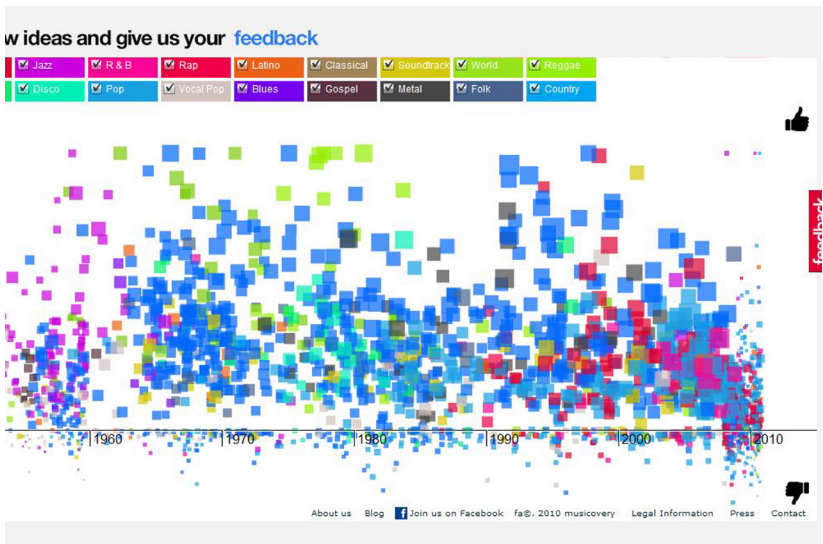 w ideas and give us your feedback
Jazz R & B Rap Latino Classical Soundtrack World Reggae
Disco Pop Vocal Pop Blues Gospel Metal Folk Country
feedback
1960 1970 1980 1990 2000 2010
About us Blog f Join us on Facebook fa©. 2010 musicovery Legal Information Press Contact